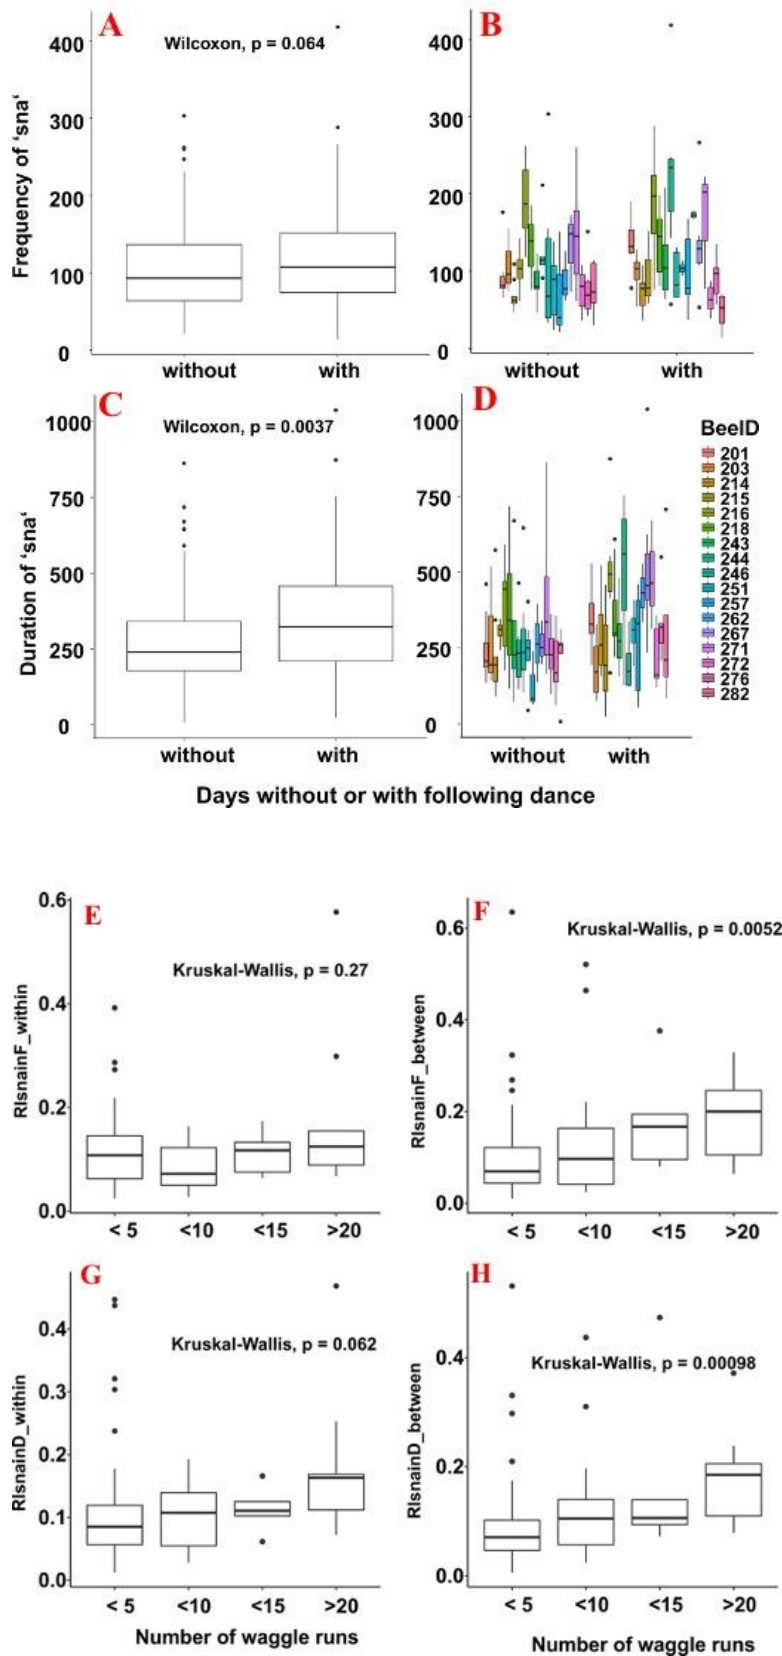 A
B
Wilcoxon, p = 0.064
Frequency of ‘sna‘
400
300
200
100
0
without
with
400
300
200
100
0
without
with
C
D
Wilcoxon, p = 0.0037
Duration of ‘sna‘
1000
750
500
250
0
without
with
1000
750
500
250
0
without
with
BeeID
201
203
214
215
216
218
243
244
246
251
257
262
267
271
272
276
282
Days without or with following dance
E
F
Kruskal-Wallis, p = 0.27
RIsnainF_within
0.6
0.4
0.2
0.0
< 5
<10
<15
>20
Kruskal-Wallis, p = 0.0052
RIsnainF_between
0.6
0.4
0.2
0.0
< 5
<10
<15
>20
G
H
Kruskal-Wallis, p = 0.062
RIsnainD_within
0.4
0.3
0.2
0.1
0.0
< 5
<10
<15
>20
Number of waggle runs
Kruskal-Wallis, p = 0.00098
RIsnainD_between
0.4
0.2
0.0
< 5
<10
<15
>20
Number of waggle runs